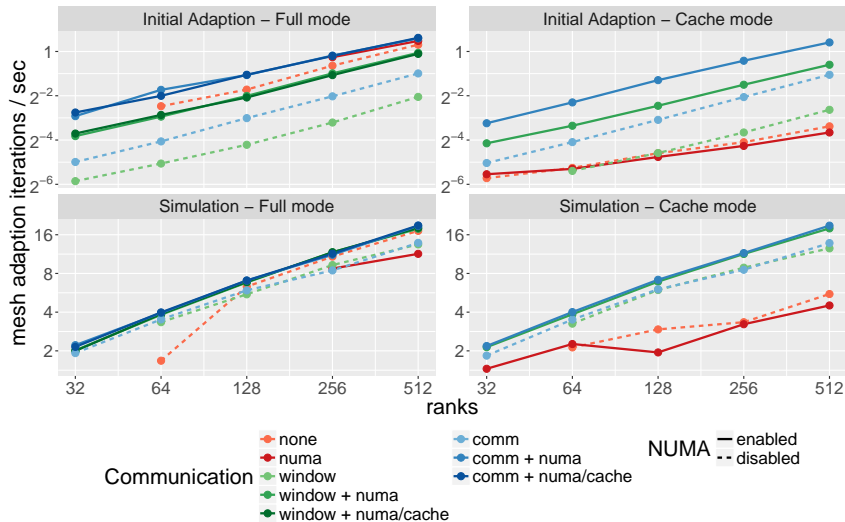 Initial Adaption – Full mode
Initial Adaption – Cache mode
1
2−2
2−4
2−6
1
2−2
2−4
2−6
Simulation – Full mode
Simulation – Cache mode
16
8
4
2
16
8
4
2
mesh adaption iterations / sec
32 64 128 256 512
32 64 128 256 512
ranks
Communication
none
numa
window
window + numa
window + numa/cache
comm
comm + numa
comm + numa/cache
NUMA
enabled
disabled